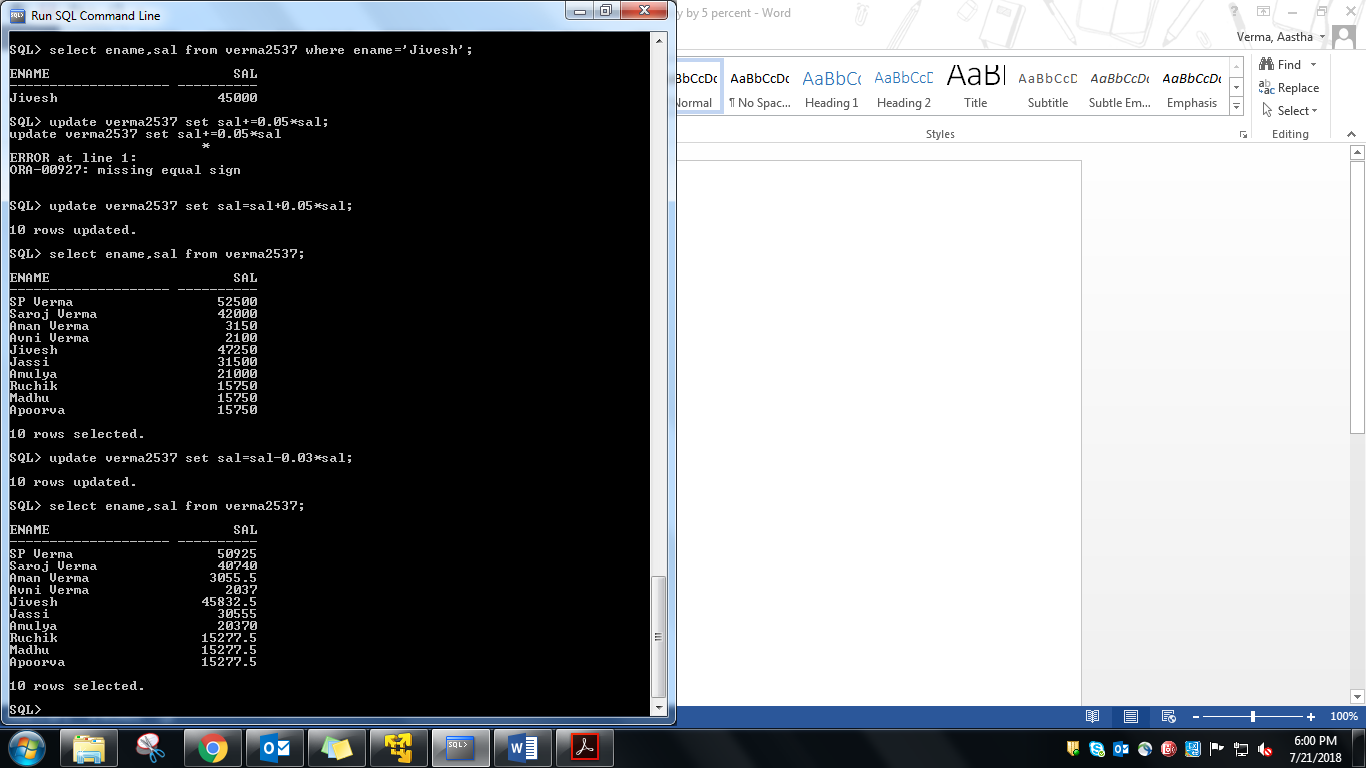 Run SQL Command Line
SQL> select ename,sal from verma2537 where ename='Jivesh';
ENAME SAL
-------------------- ----------
Jivesh 45000
SQL> update verma2537 set sal+=0.05*sal;
update verma2537 set sal+=0.05*sal
*
ERROR at line 1:
ORA-00927: missing equal sign
SQL> update verma2537 set sal=sal+0.05*sal;
10 rows updated.
SQL> select ename,sal from verma2537;
ENAME SAL
-------------------- ----------
SP Verma 52500
Saroj Verma 42000
Aman Verma 3150
Avni Verma 2100
Jivesh 47250
Jassi 31500
Amulya 21000
Ruchik 15750
Madhu 15750
Apoorva 15750
10 rows selected.
SQL> update verma2537 set sal=sal-0.03*sal;
10 rows updated.
SQL> select ename,sal from verma2537;
ENAME SAL
-------------------- ----------
SP Verma 50925
Saroj Verma 40740
Aman Verma 3055.5
Avni Verma 2037
Jivesh 45832.5
Jassi 30555
Amulya 20370
Ruchik 15277.5
Madhu 15277.5
Apoorva 15277.5
10 rows selected.
SQL>
y by 5 percent - Word
Verma, Aastha
BbCcDc AaBbCcDc AaBbCc AaBbCcD AaB AaBbCcD AaBbCcDc AaBbCcDc
Normal ¶ No Spac... Heading 1 Heading 2 Title Subtitle Subtle Em... Emphasis
Styles
Find
Replace
Select
Editing
100%
SQL>
6:00 PM
7/21/2018